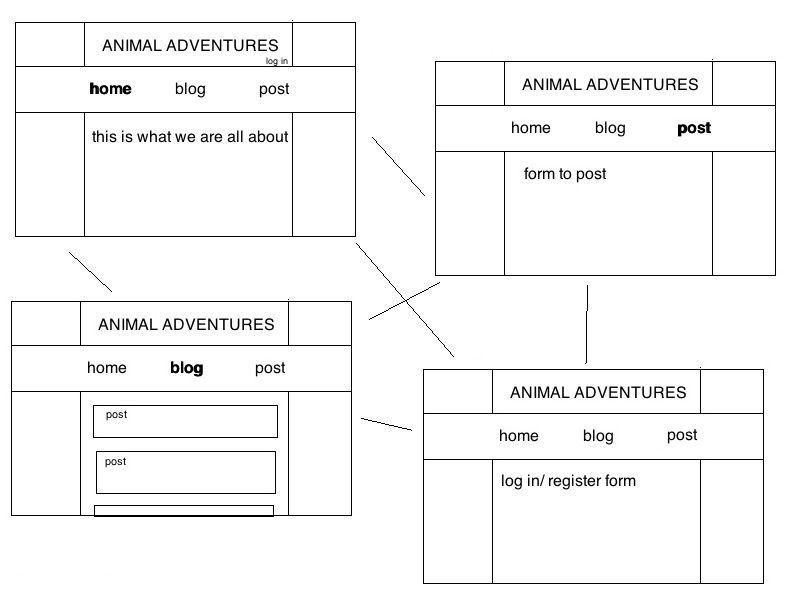 ANIMAL ADVENTURES
log in
home blog post
this is what we are all about
ANIMAL ADVENTURES
home blog post
form to post
ANIMAL ADVENTURES
home blog post
post
post
ANIMAL ADVENTURES
home blog post
log in/ register form